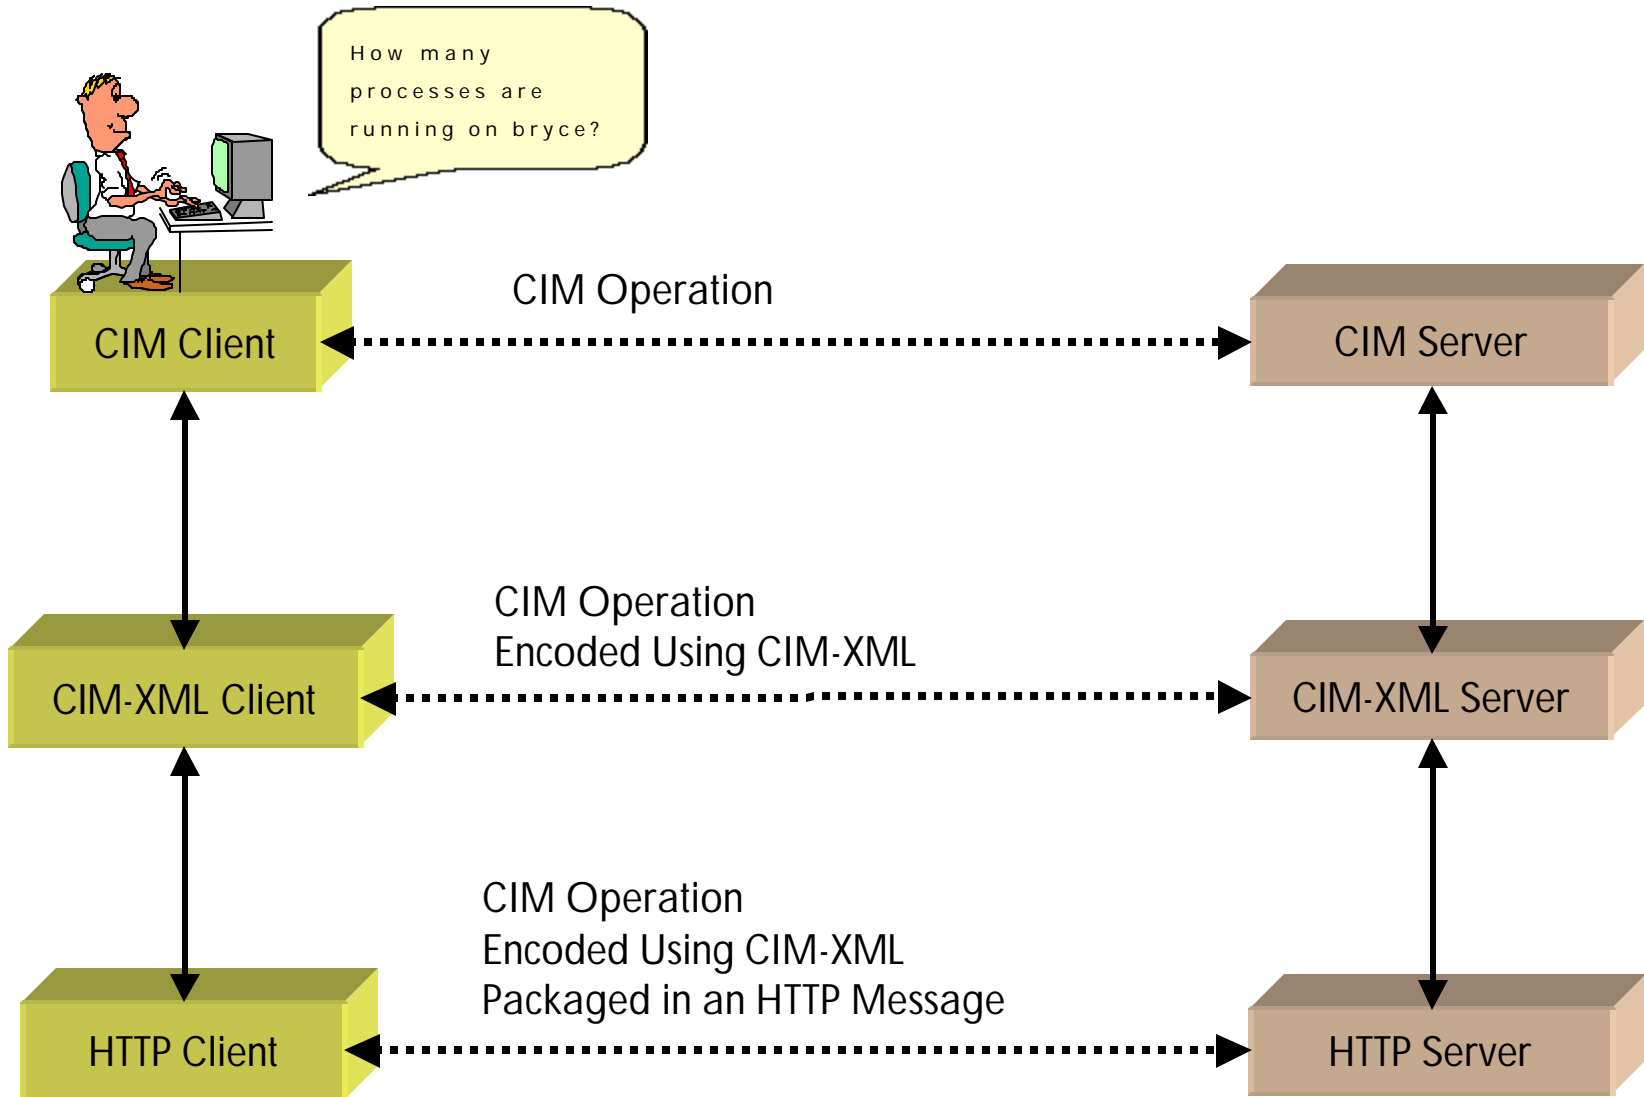 How many
processes are
running on bryce?
CIM Operation
CIM Client
CIM Server
CIM Operation
Encoded Using CIM-XML
CIM-XML Client
CIM-XML Server
CIM Operation
Encoded Using CIM-XML
Packaged in an HTTP Message
HTTP Client
HTTP Server